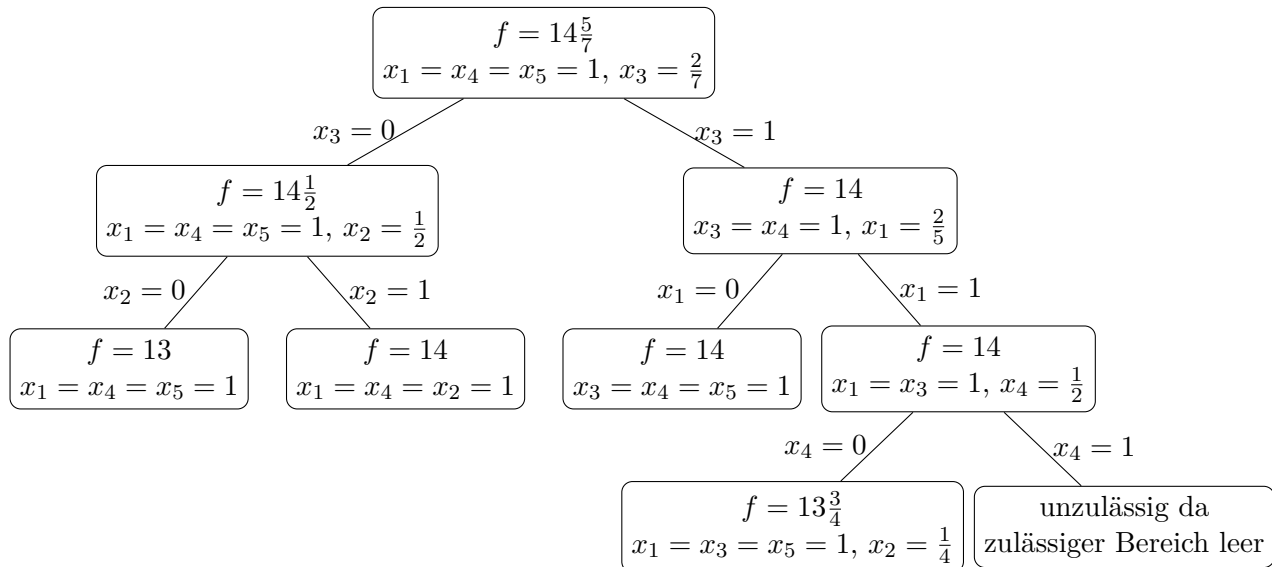 f = 14 5/7
x₁ = x₄ = x₅ = 1, x₃ = 2/7
x₃ = 0
x₃ = 1
f = 14 1/2
x₁ = x₄ = x₅ = 1, x₂ = 1/2
f = 14
x₃ = x₄ = 1, x₁ = 2/5
x₂ = 0
x₂ = 1
x₁ = 0
x₁ = 1
f = 13
x₁ = x₄ = x₅ = 1
f = 14
x₁ = x₄ = x₂ = 1
f = 14
x₃ = x₄ = x₅ = 1
f = 14
x₁ = x₃ = 1, x₄ = 1/2
x₄ = 0
x₄ = 1
f = 13 3/4
x₁ = x₃ = x₅ = 1, x₂ = 1/4
unzulässig da
zulässiger Bereich leer